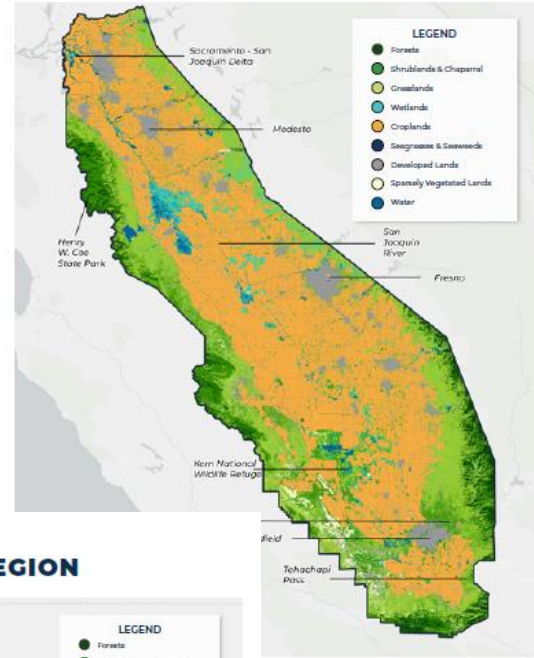 LEGEND
Forests
Shrublands & Chaparral
Grasslands
Wetlands
Croplands
Seagrasses & Seaweeds
Developed Lands
Sparsely Vegetated Lands
Water
Sacramento - San
Joaquin Delta
Modesto
San
Joaquin
River
Fresno
Henry
W. Coe
State Park
Kern National
Wildlife Refuge
field
Tehachapi
Pass
EGION
LEGEND
Forests